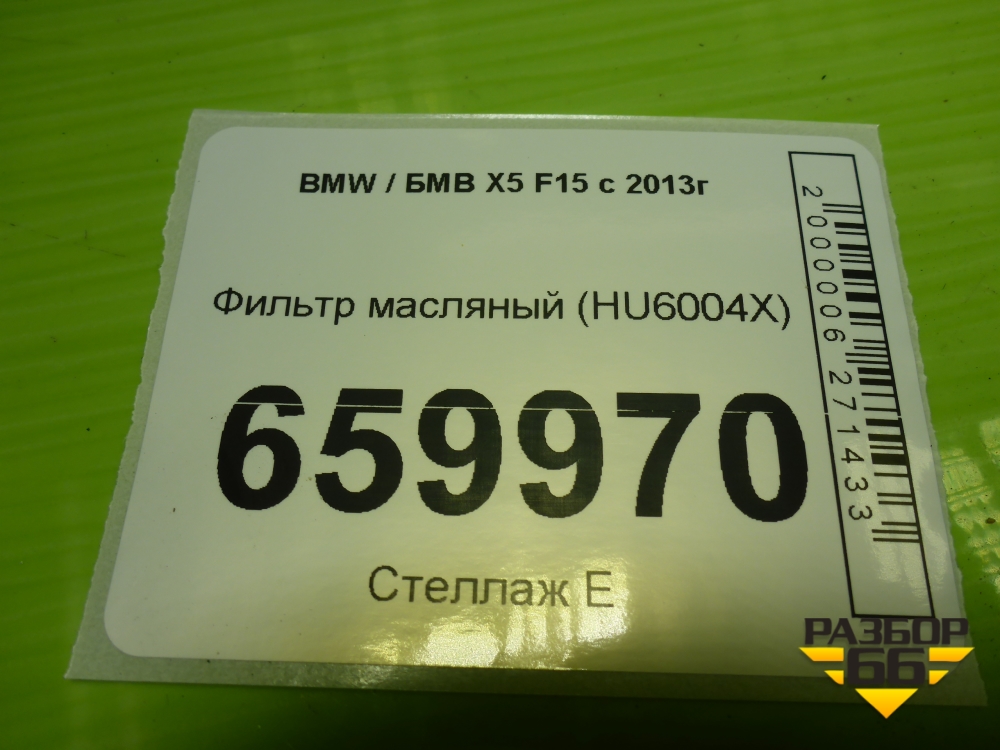 BMW / БМВ X5 F15 с 2013г
Фильтр масляный (HU6004X)
659970
Стеллаж Е
2000006271433
РАЗБОР
66